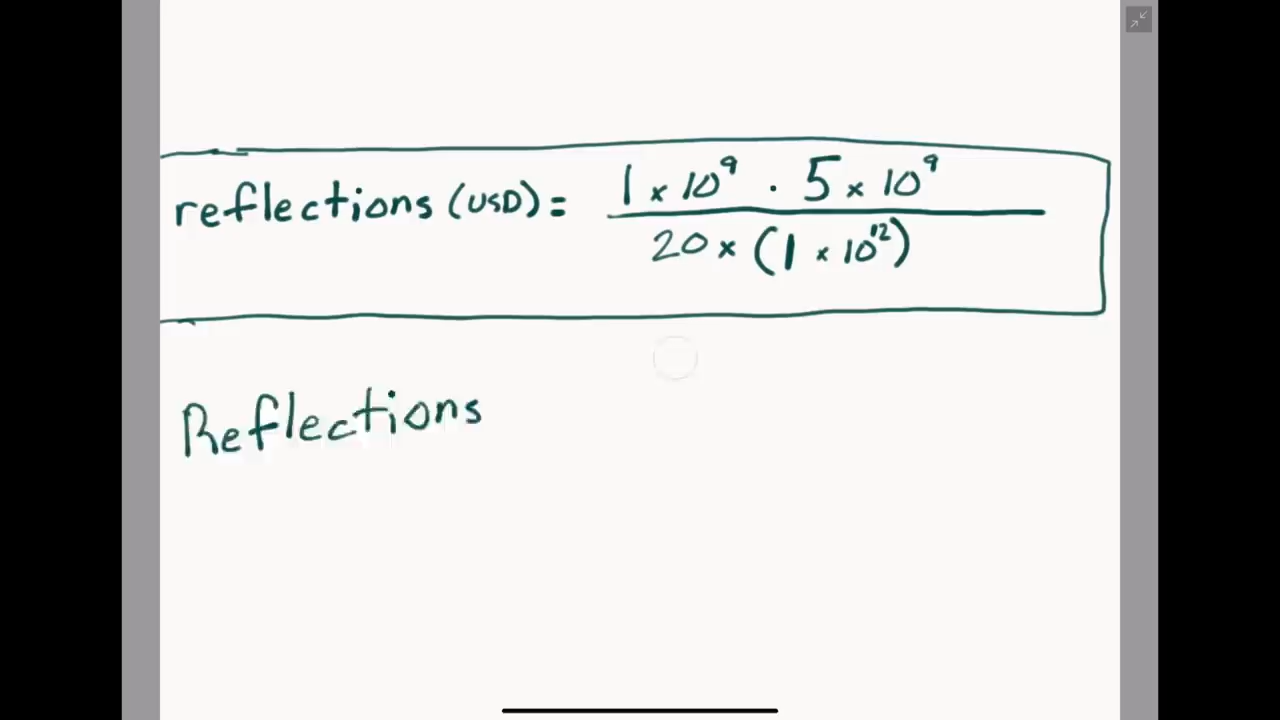 reflections (USD) = 1 x 10⁹ . 5 x 10⁹
20 x (1 x 10¹²)
Reflections